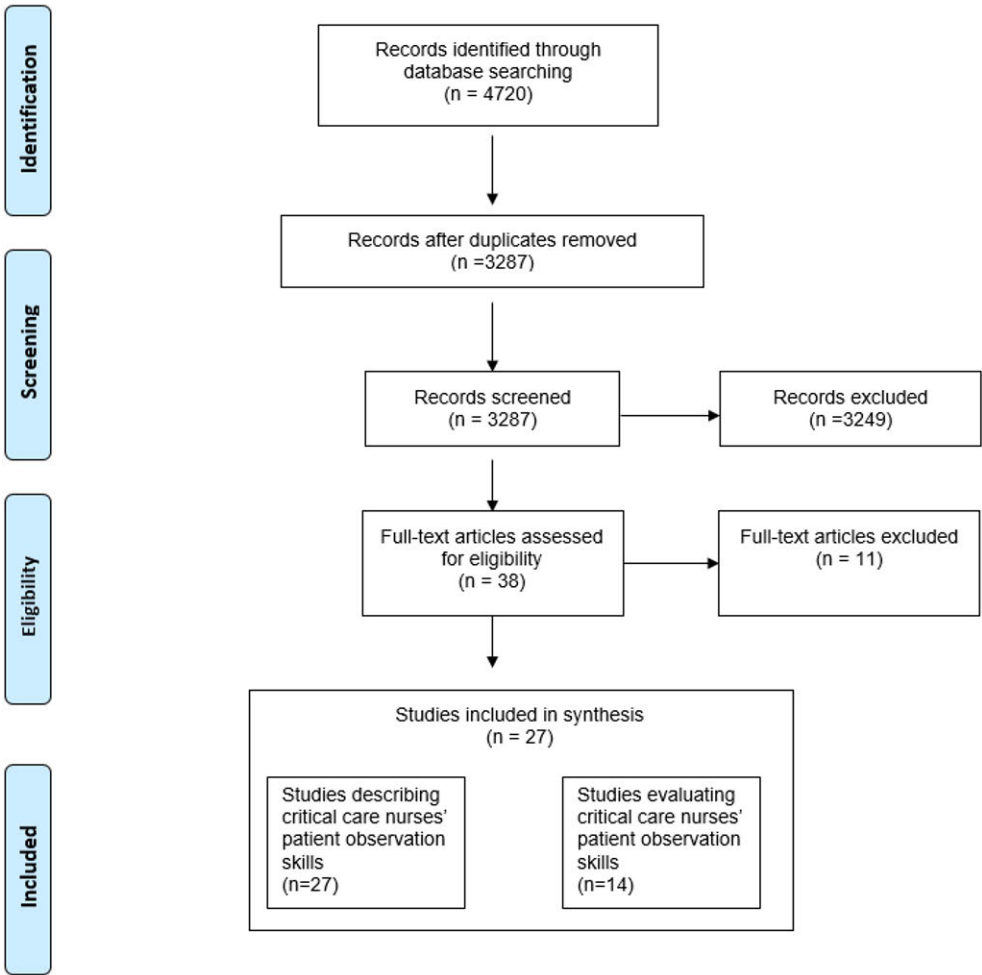 Identification
Records identified through
database searching
(n = 4720)
Records after duplicates removed
(n =3287)
Screening
Records screened
(n = 3287)
Records excluded
(n =3249)
Eligibility
Full-text articles assessed
for eligibility
(n = 38)
Full-text articles excluded
(n = 11)
Included
Studies included in synthesis
(n = 27)
Studies describing
critical care nurses’
patient observation
skills
(n=27)
Studies evaluating
critical care nurses’
patient observation
skills
(n=14)